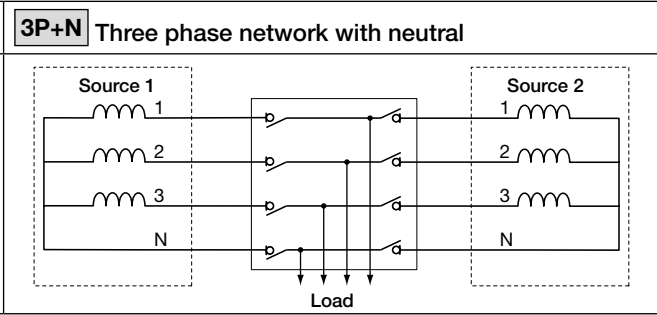 3P+N Three phase network with neutral
Source 1 Source 2
1 1
2 2
3 3
N N
Load